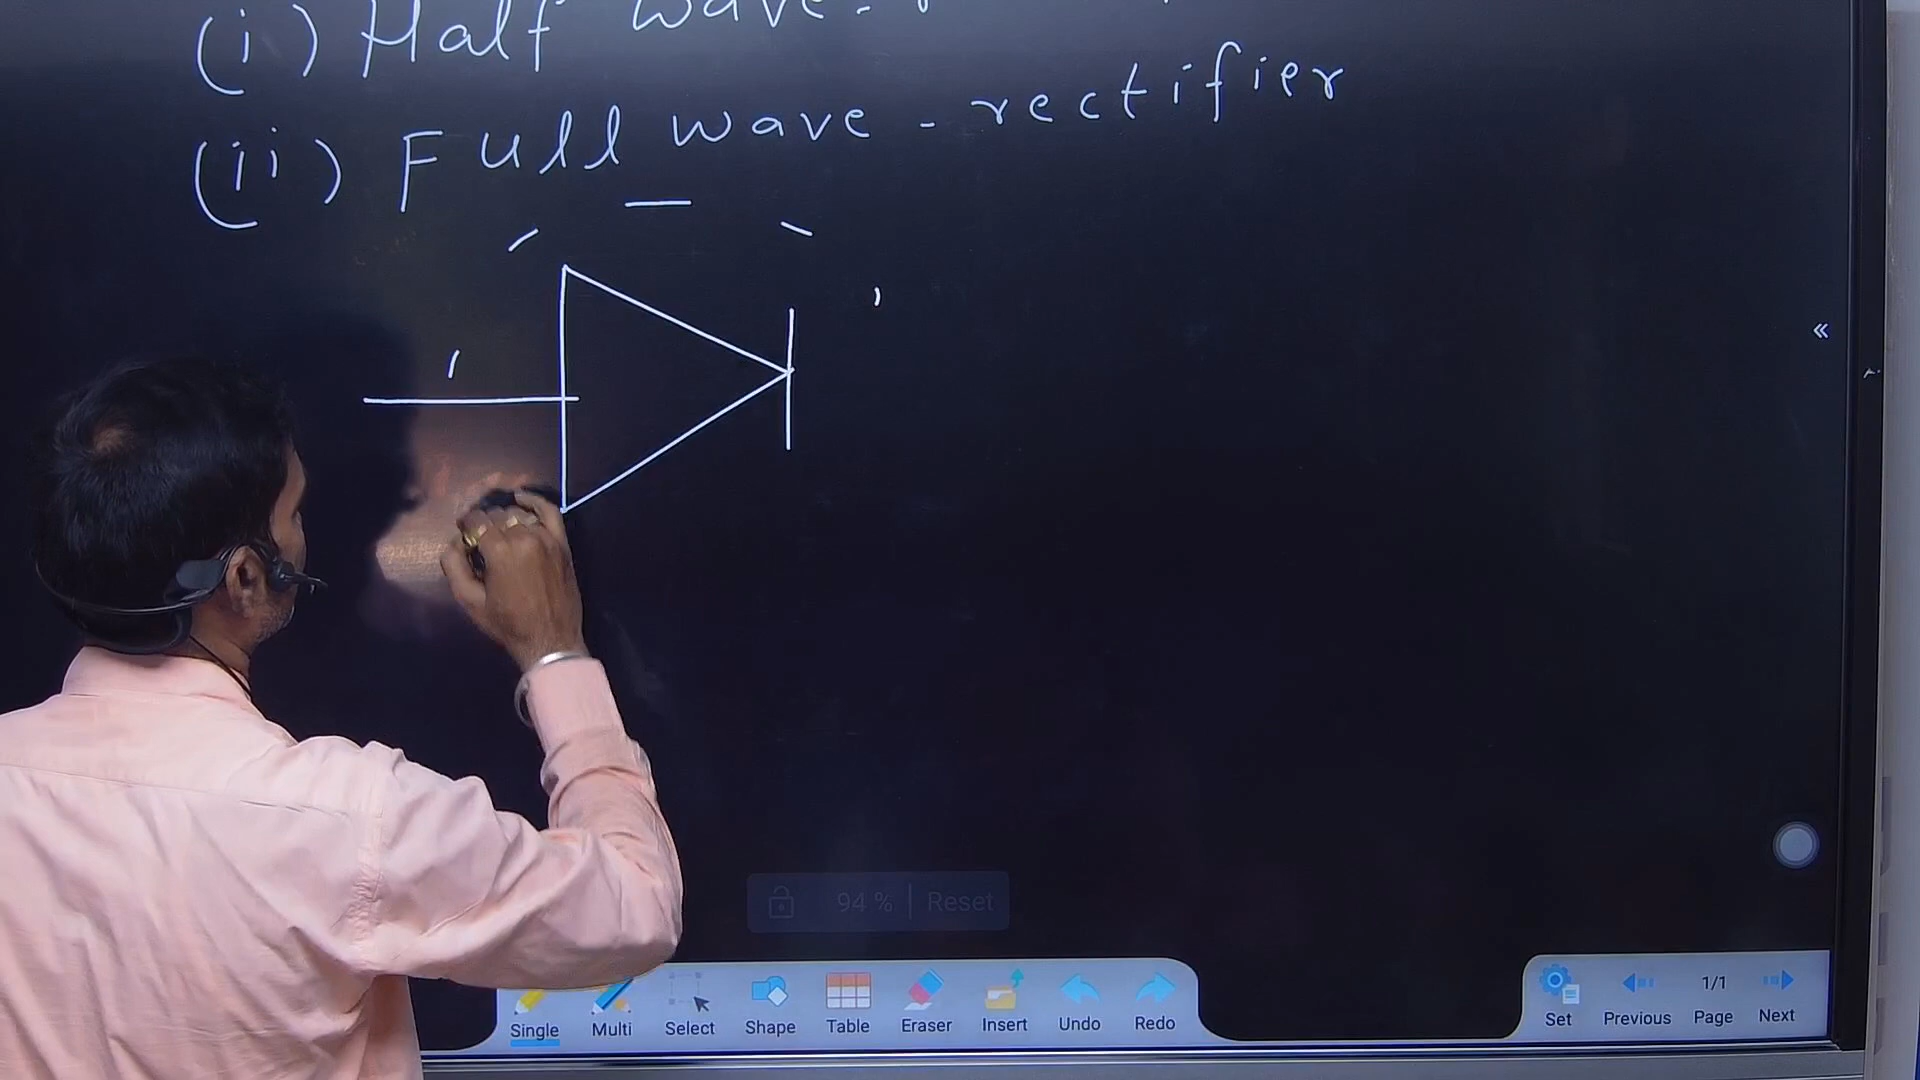 (i) Half wave -
(ii) Full wave - rectifier
94 % | Reset
Single Multi Select Shape Table Eraser Insert Undo Redo
Set Previous 1/1 Page Next